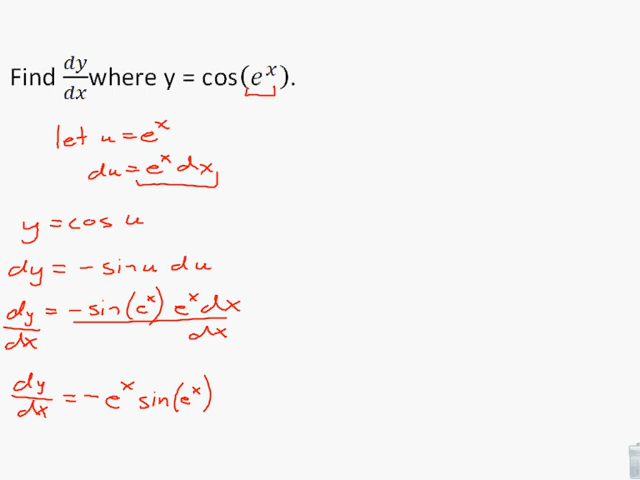 Find dy/dx where y = cos(e^x).
let u = e^x
du = e^x dx
y = cos u
dy = - sin u du
dy/dx = - sin(e^x) e^x dx / dx
dy/dx = - e^x sin(e^x)